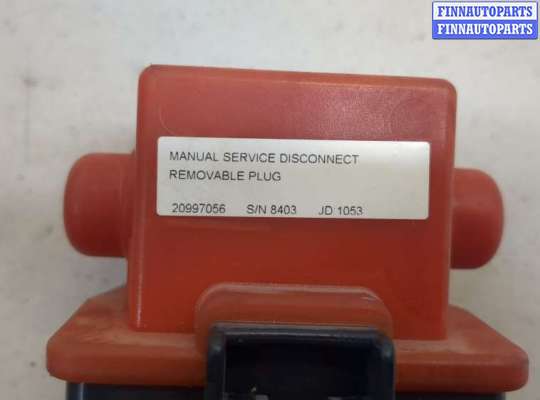 FINNAUTOPARTS
FINNAUTOPARTS
MANUAL SERVICE DISCONNECT
REMOVABLE PLUG
20997056 S/N 8403 JD 1053